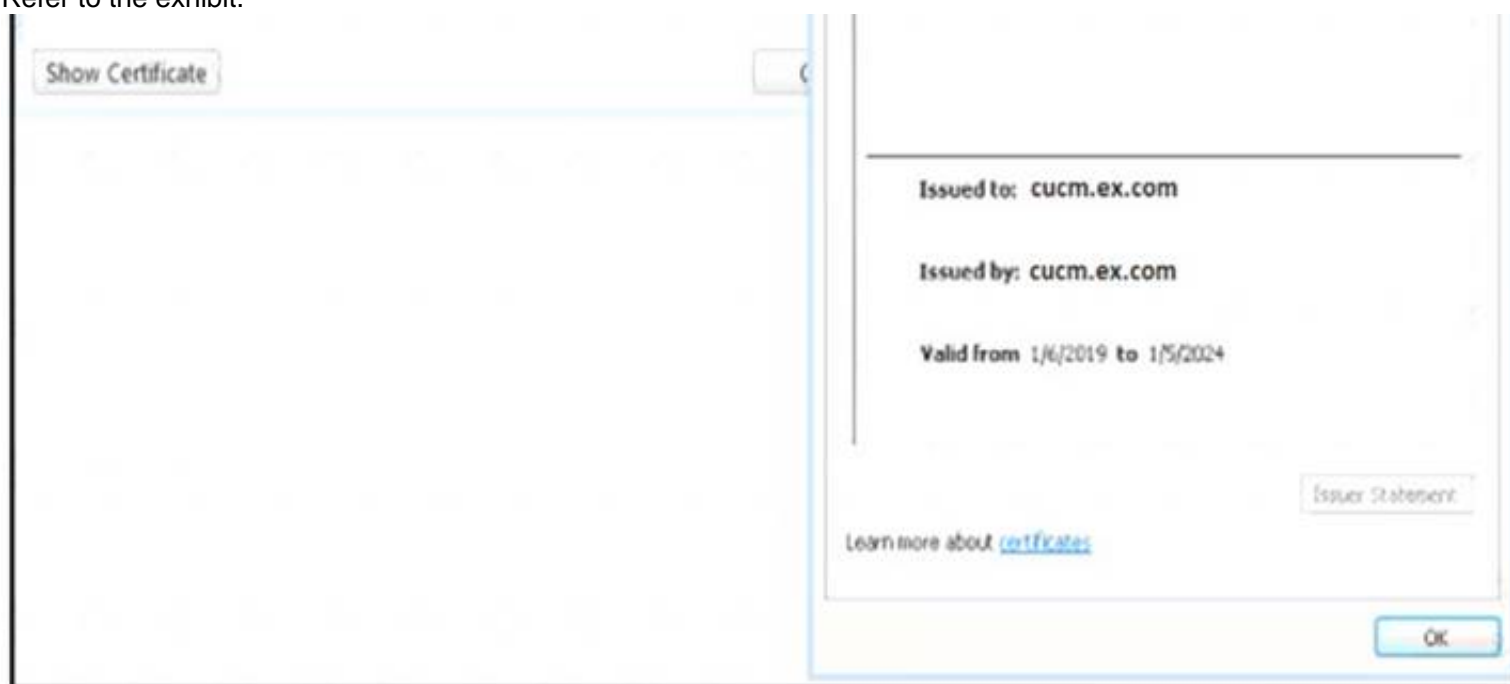 Refer to the exhibit.
Show Certificate
Issued to: cucm.ex.com
Issued by: cucm.ex.com
Valid from 1/6/2019 to 1/5/2024
Issuer Statement
Learn more about certificates
OK